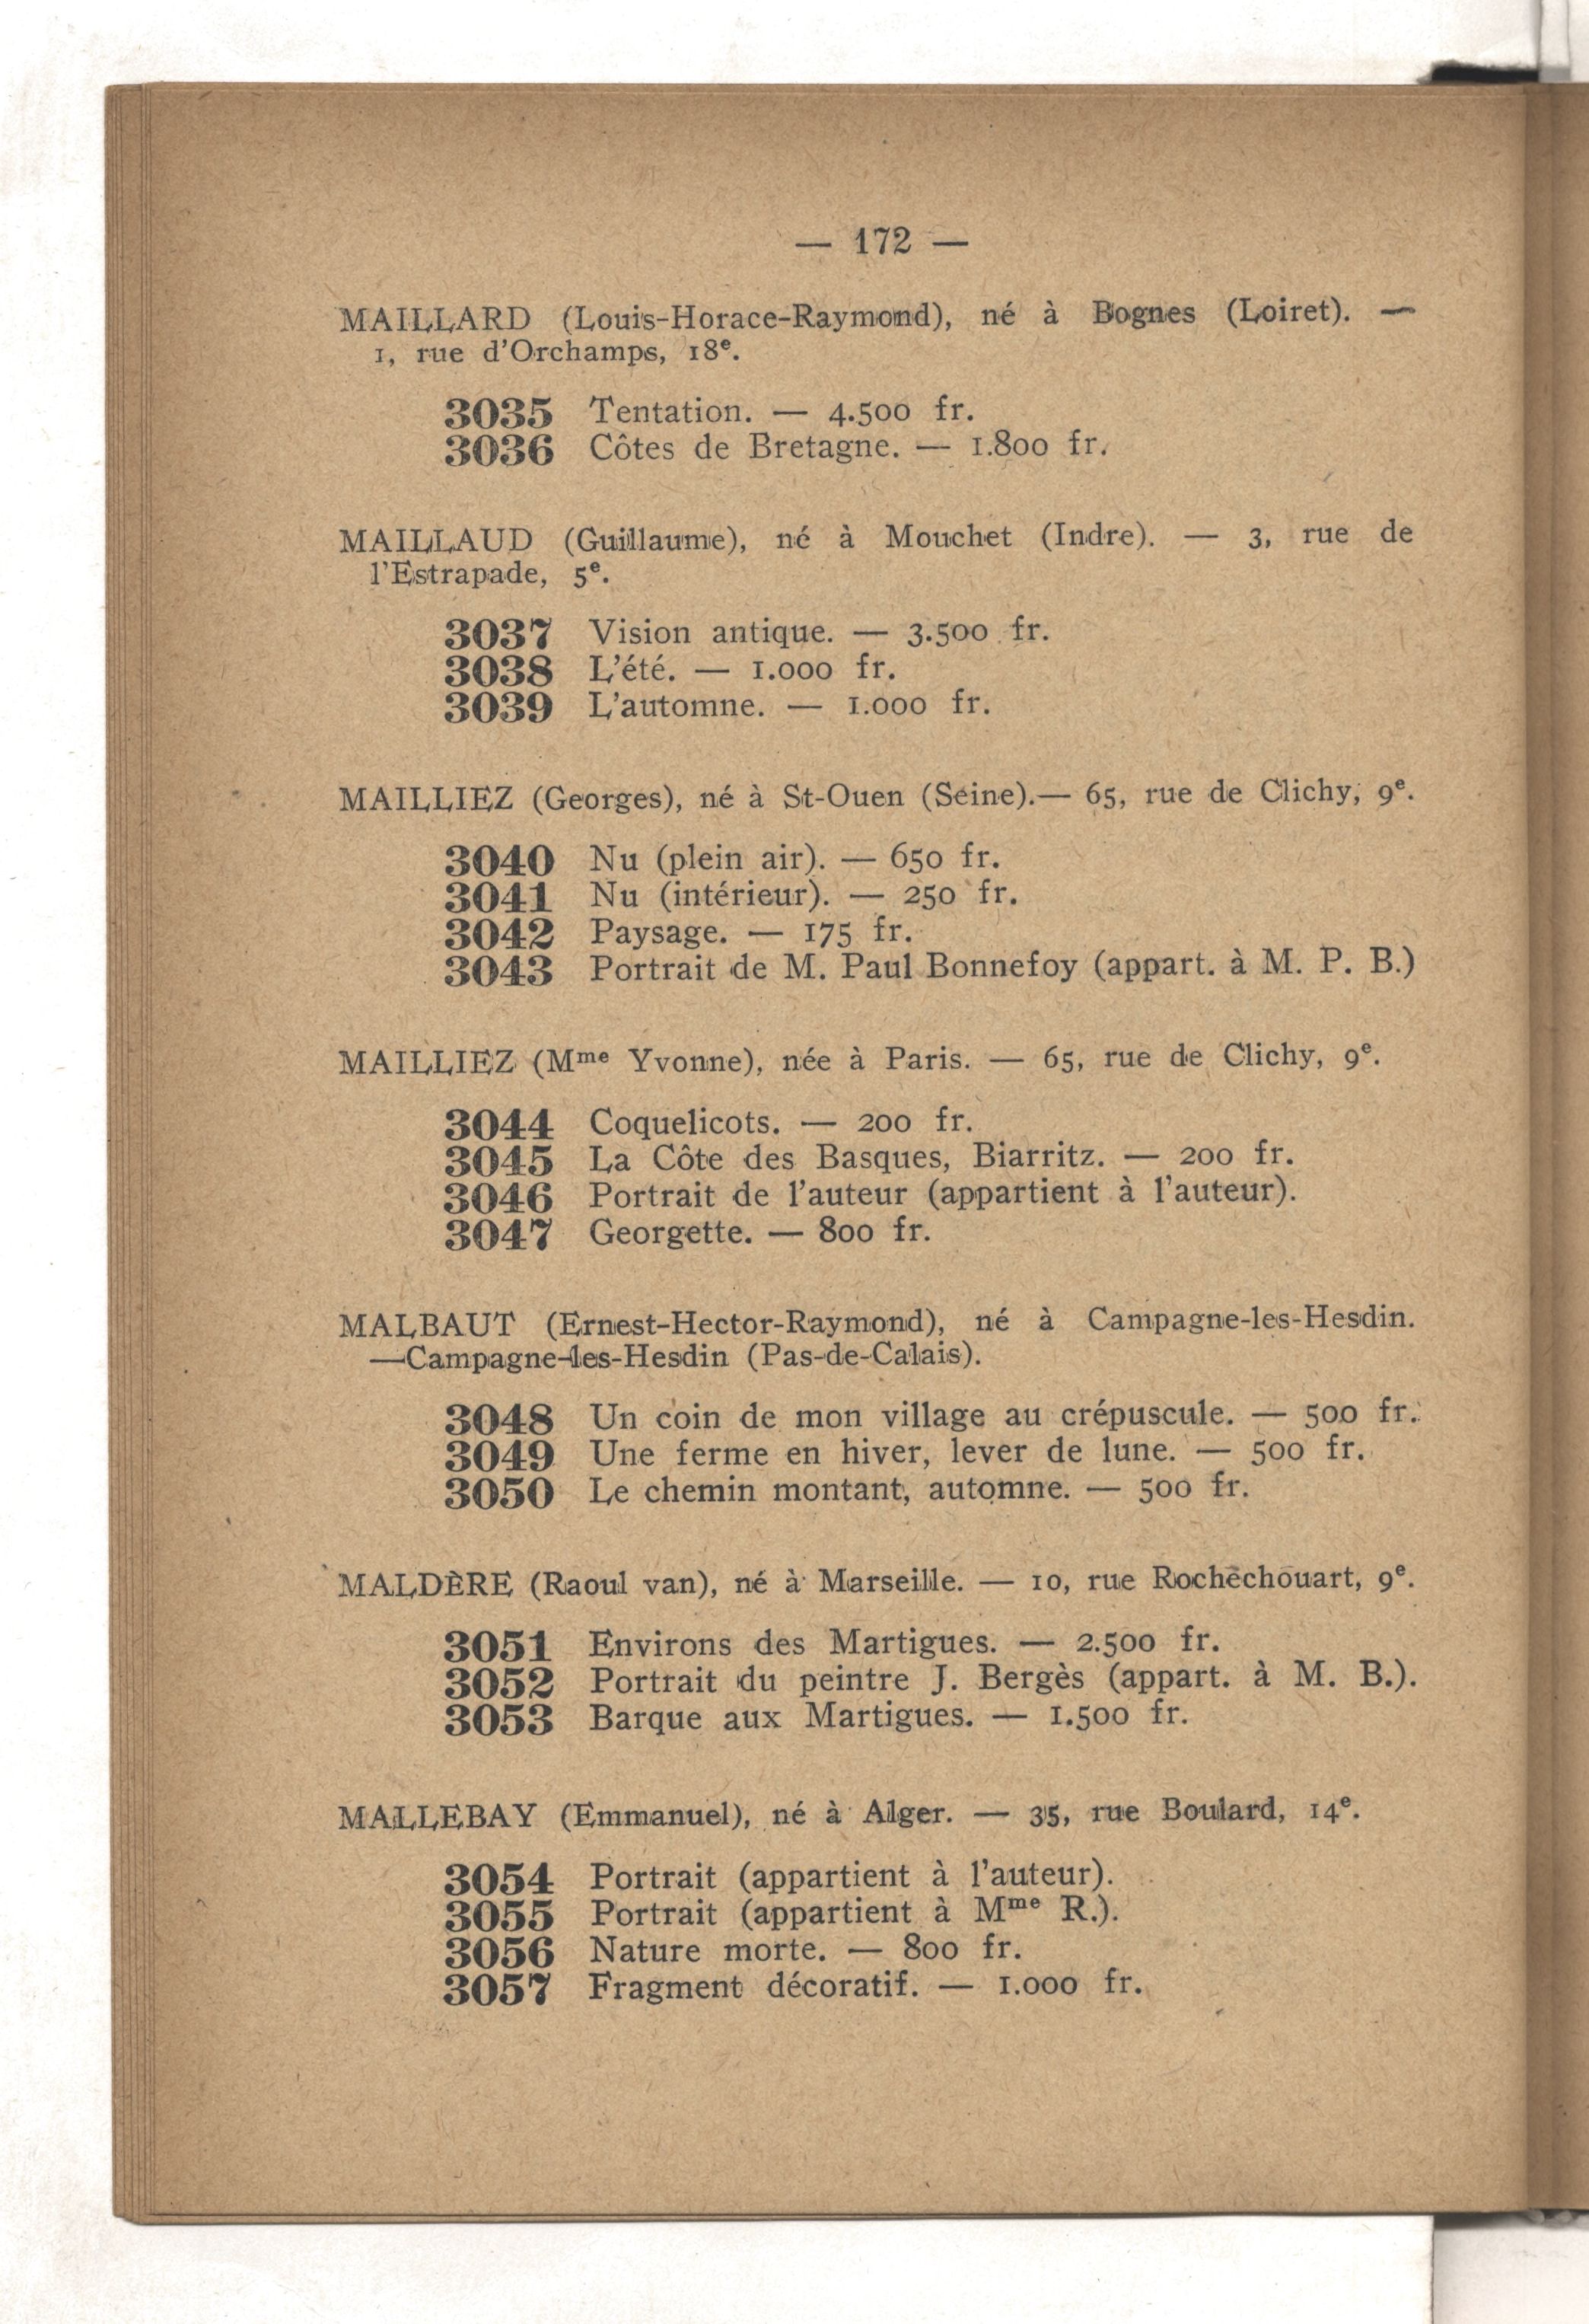 — 172 —
MAILLARD (Louis-Horace-Raymond), né à Bognes (Loiret). —
1, rue d'Orchamps, 18e.
3035 Tentation. — 4.500 fr.
3036 Côtes de Bretagne. — 1.800 fr.
MAILLAUD (Guillaume), né à Mouchet (Indre). — 3, rue de
l'Estrapade, 5e.
3037 Vision antique. — 3.500 fr.
3038 L'été. — 1.000 fr.
3039 L'automne. — 1.000 fr.
MAILLIEZ (Georges), né à St-Ouen (Seine).— 65, rue de Clichy, 9e.
3040 Nu (plein air). — 650 fr.
3041 Nu (intérieur). — 250 fr.
3042 Paysage. — 175 fr.
3043 Portrait de M. Paul Bonnefoy (appart. à M. P. B.)
MAILLIEZ (Mme Yvonne), née à Paris. — 65, rue de Clichy, 9e.
3044 Coquelicots. — 200 fr.
3045 La Côte des Basques, Biarritz. — 200 fr.
3046 Portrait de l'auteur (appartient à l'auteur).
3047 Georgette. — 800 fr.
MALBAUT (Ernest-Hector-Raymond), né à Campagne-les-Hesdin.
—Campagne-les-Hesdin (Pas-de-Calais).
3048 Un coin de mon village au crépuscule. — 500 fr.
3049 Une ferme en hiver, lever de lune. — 500 fr.
3050 Le chemin montant, automne. — 500 fr.
MALDÈRE (Raoul van), né à Marseille. — 10, rue Rochechouart, 9e.
3051 Environs des Martigues. — 2.500 fr.
3052 Portrait du peintre J. Bergès (appart. à M. B.).
3053 Barque aux Martigues. — 1.500 fr.
MALLEBAY (Emmanuel), né à Alger. — 35, rue Boulard, 14e.
3054 Portrait (appartient à l'auteur).
3055 Portrait (appartient à Mme R.).
3056 Nature morte. — 800 fr.
3057 Fragment décoratif. — 1.000 fr.